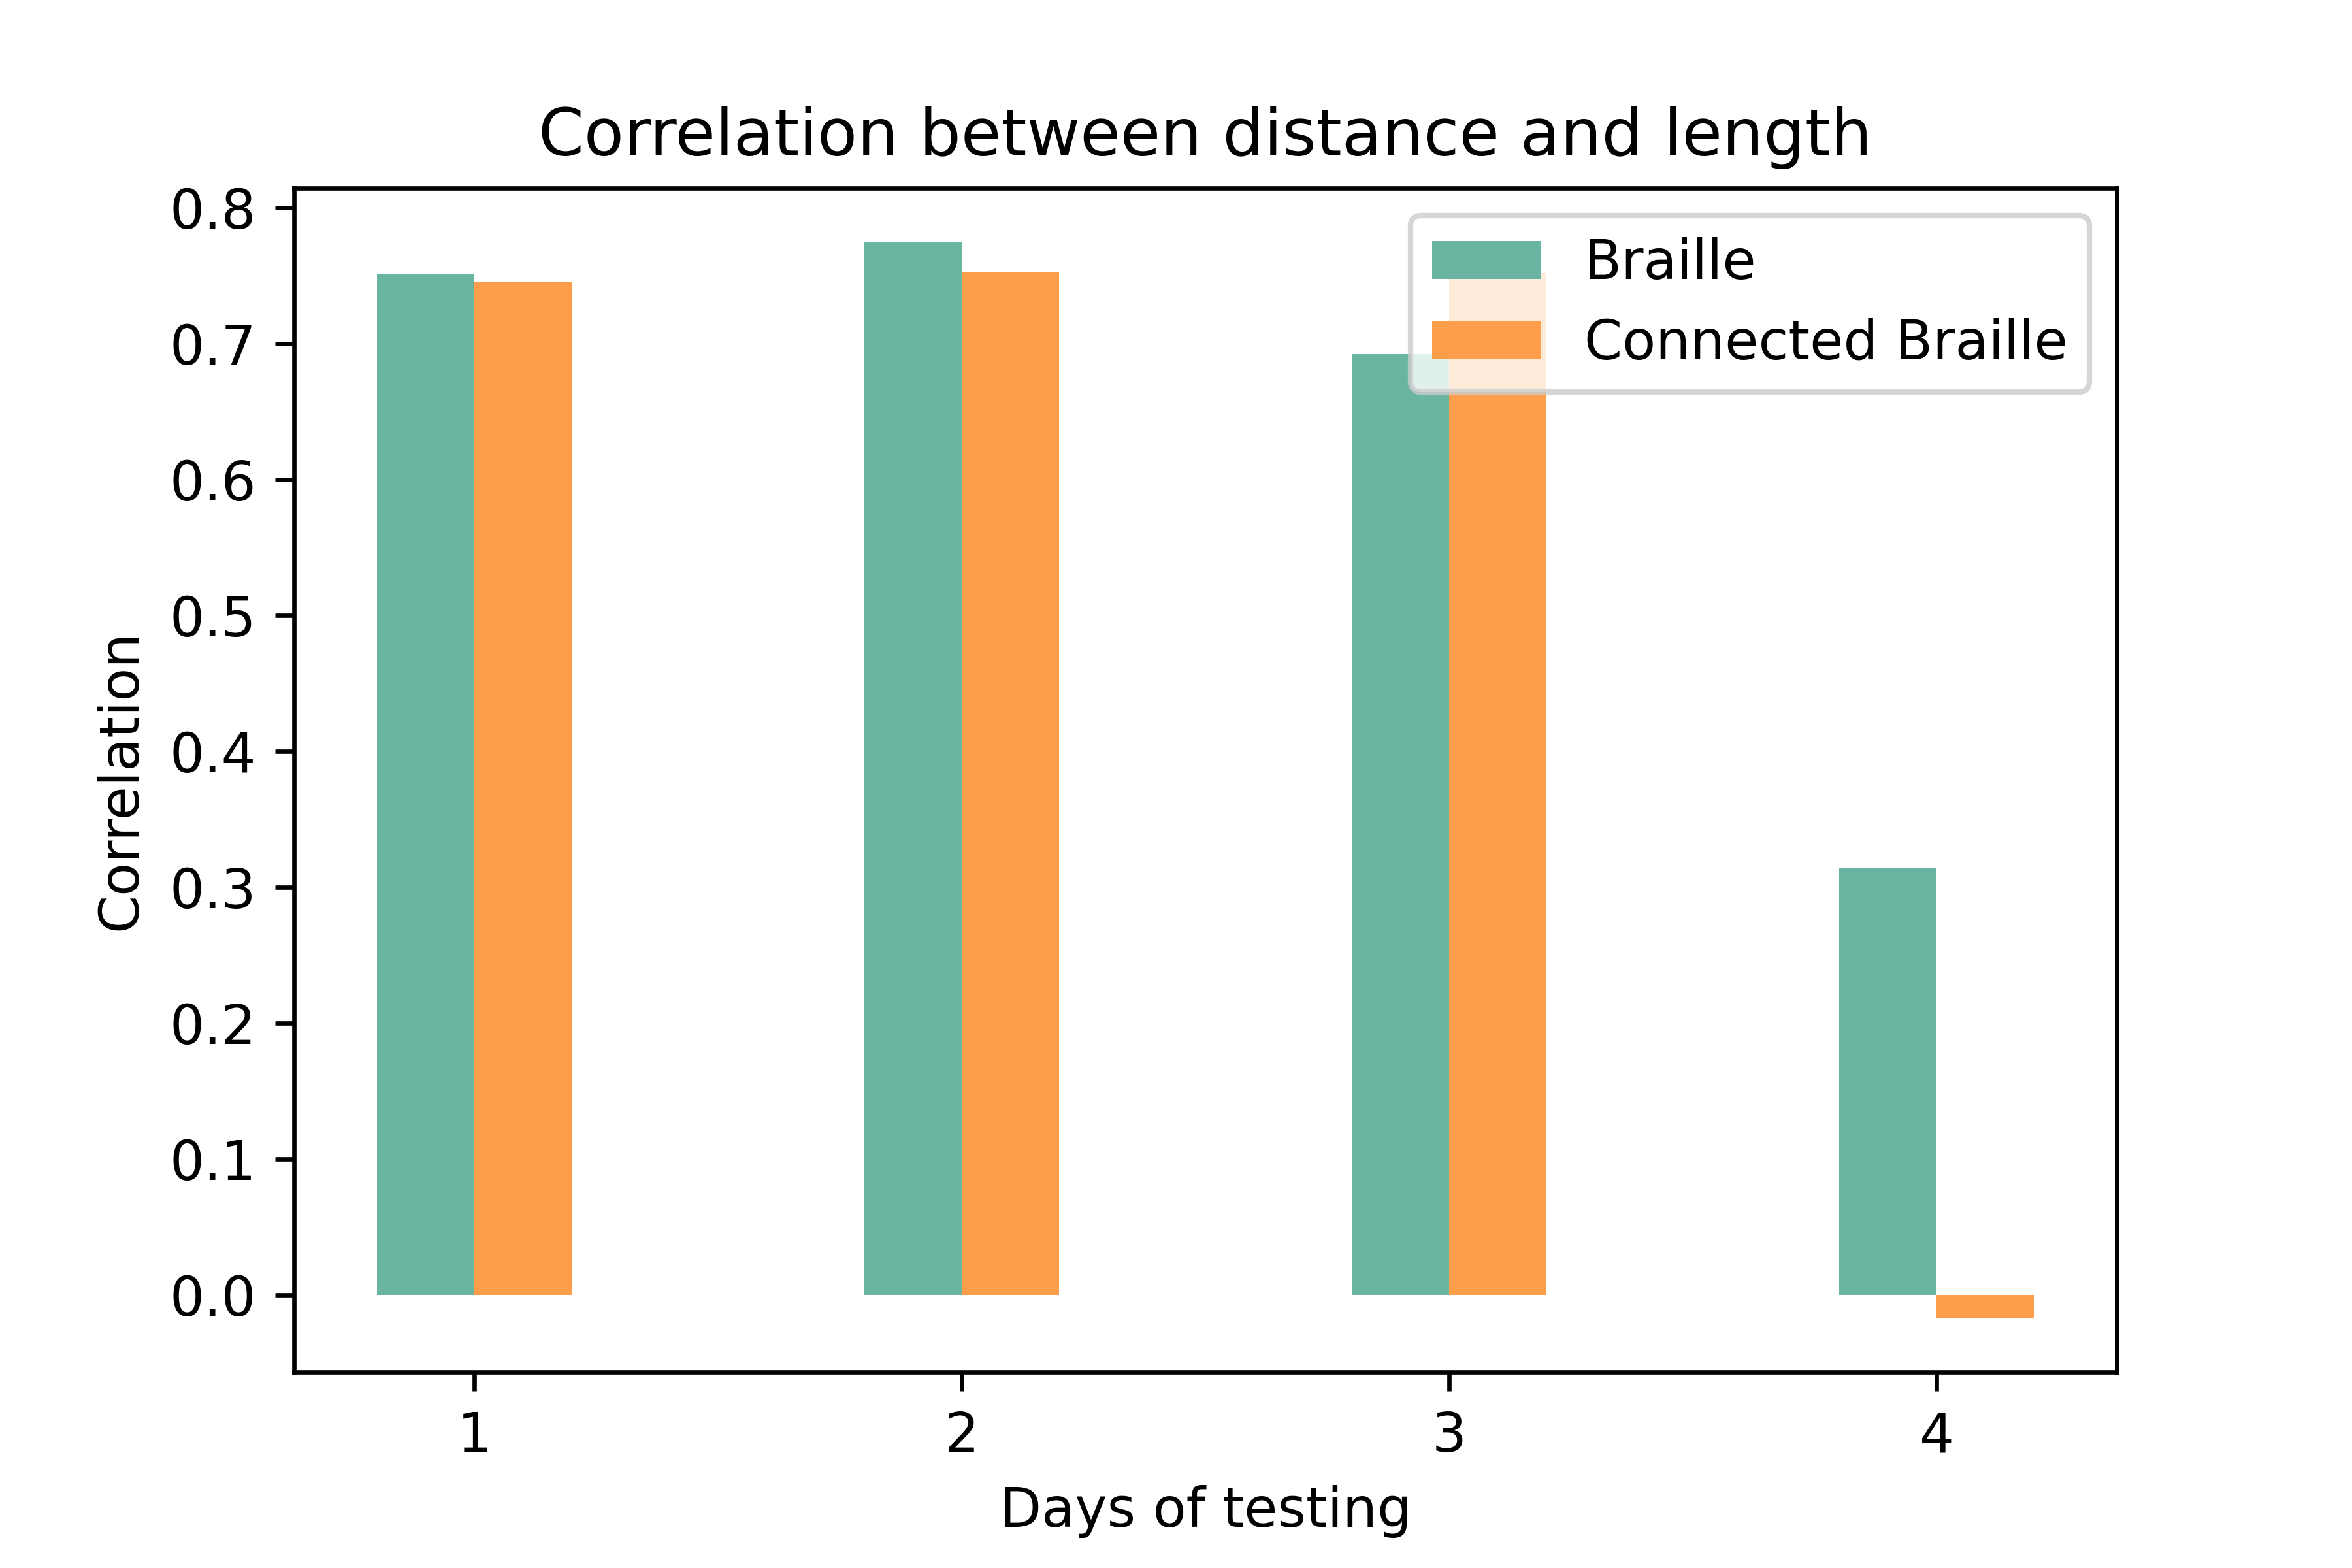 Correlation between distance and length
0.8
0.7
0.6
0.5
0.4
0.3
0.2
0.1
0.0
Correlation
Braille
Connected Braille
1 2 3 4
Days of testing